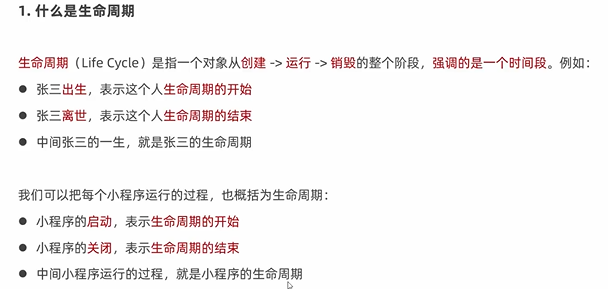 1. 什么是生命周期
生命周期（Life Cycle）是指一个对象从创建 -> 运行 -> 销毁的整个阶段，强调的是一个时间段。例如：
● 张三出生，表示这个人生命周期的开始
● 张三离世，表示这个人生命周期的结束
● 中间张三的一生，就是张三的生命周期
我们可以把每个小程序运行的过程，也概括为生命周期：
● 小程序的启动，表示生命周期的开始
● 小程序的关闭，表示生命周期的结束
● 中间小程序运行的过程，就是小程序的生命周期